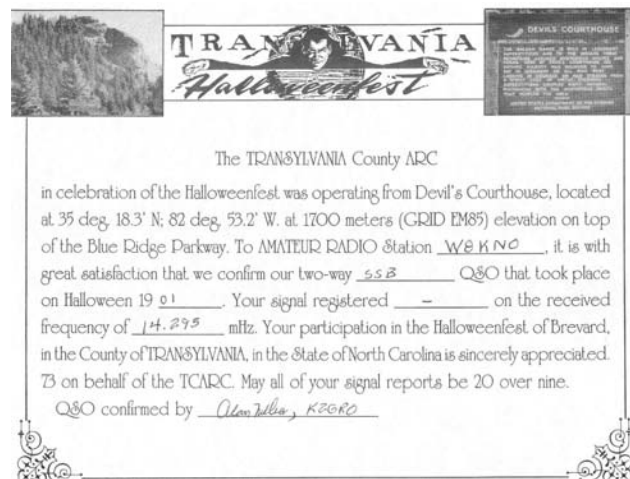 TRANSYLVANIA
Halloweenfest
DEVILS COURTHOUSE
The TRANSYLVANIA County ARC
in celebration of the Halloweenfest was operating from Devil's Courthouse, located
at 35 deg. 18.3' N; 82 deg. 53.2' W. at 1700 meters (GRID EM85) elevation on top
of the Blue Ridge Parkway. To AMATEUR RADIO Station W8KNO, it is with
great satisfaction that we confirm our two-way SSB QSO that took place
on Halloween 19 01. Your signal registered – on the received
frequency of 14.295 mHz. Your participation in the Halloweenfest of Brevard,
in the County of TRANSYLVANIA, in the State of North Carolina is sincerely appreciated.
73 on behalf of the TCARC. May all of your signal reports be 20 over nine.
QSO confirmed by Alan K2GRO